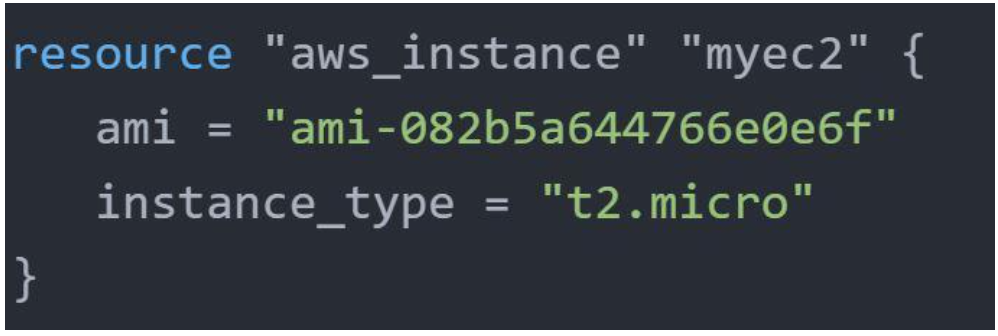 resource "aws_instance" "myec2" {
ami = "ami-082b5a644766e0e6f"
instance_type = "t2.micro"
}